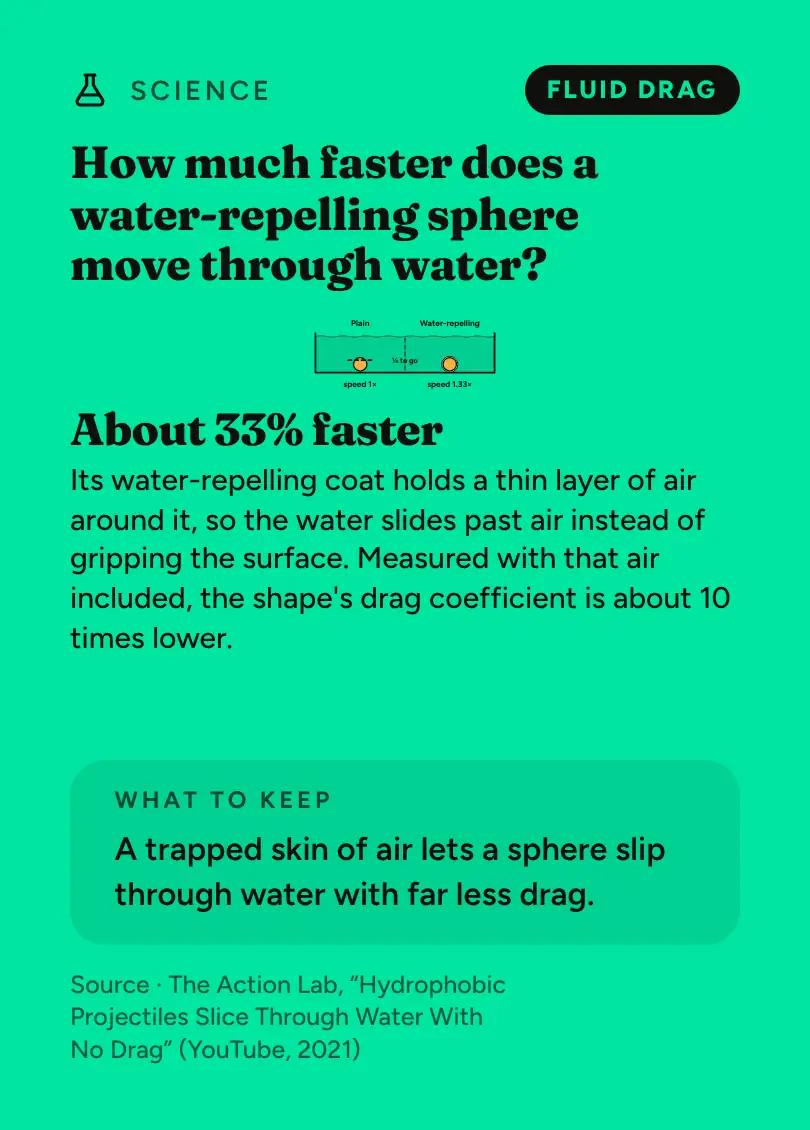 SCIENCE
FLUID DRAG
How much faster does a
water-repelling sphere
move through water?
Plain
Water-repelling
¼ to go
speed 1×
speed 1.33×
About 33% faster
Its water-repelling coat holds a thin layer of air
around it, so the water slides past air instead of
gripping the surface. Measured with that air
included, the shape's drag coefficient is about 10
times lower.
WHAT TO KEEP
A trapped skin of air lets a sphere slip
through water with far less drag.
Source · The Action Lab, “Hydrophobic
Projectiles Slice Through Water With
No Drag” (YouTube, 2021)